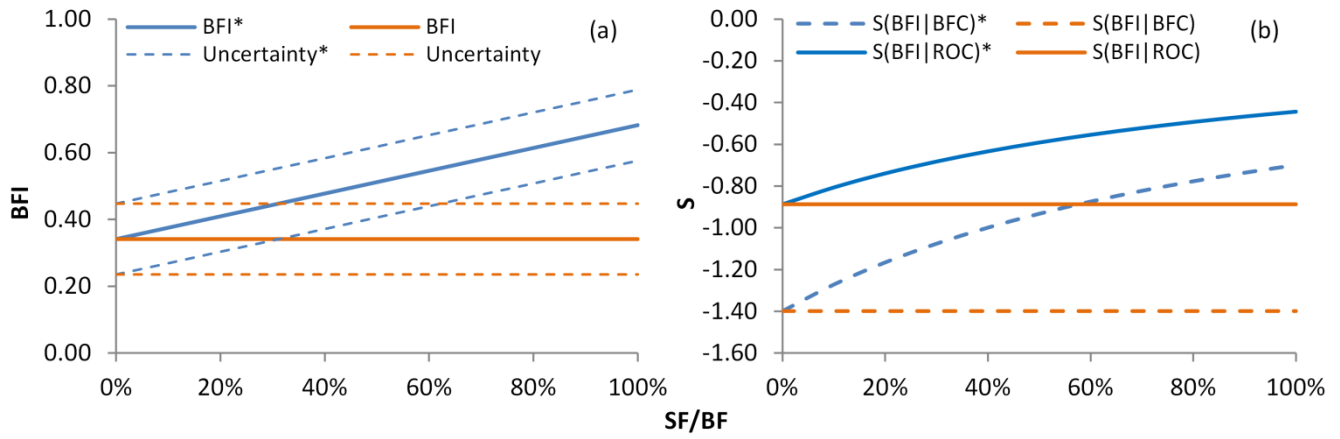 BFI* BFI
Uncertainty* Uncertainty
(a)
1.00
0.80
0.60
0.40
0.20
0.00
BFI
0% 20% 40% 60% 80% 100%
S(BFI|BFC)* S(BFI|BFC)
S(BFI|ROC)* S(BFI|ROC)
(b)
0.00
-0.20
-0.40
-0.60
-0.80
-1.00
-1.20
-1.40
-1.60
S
0% 20% 40% 60% 80% 100%
SF/BF